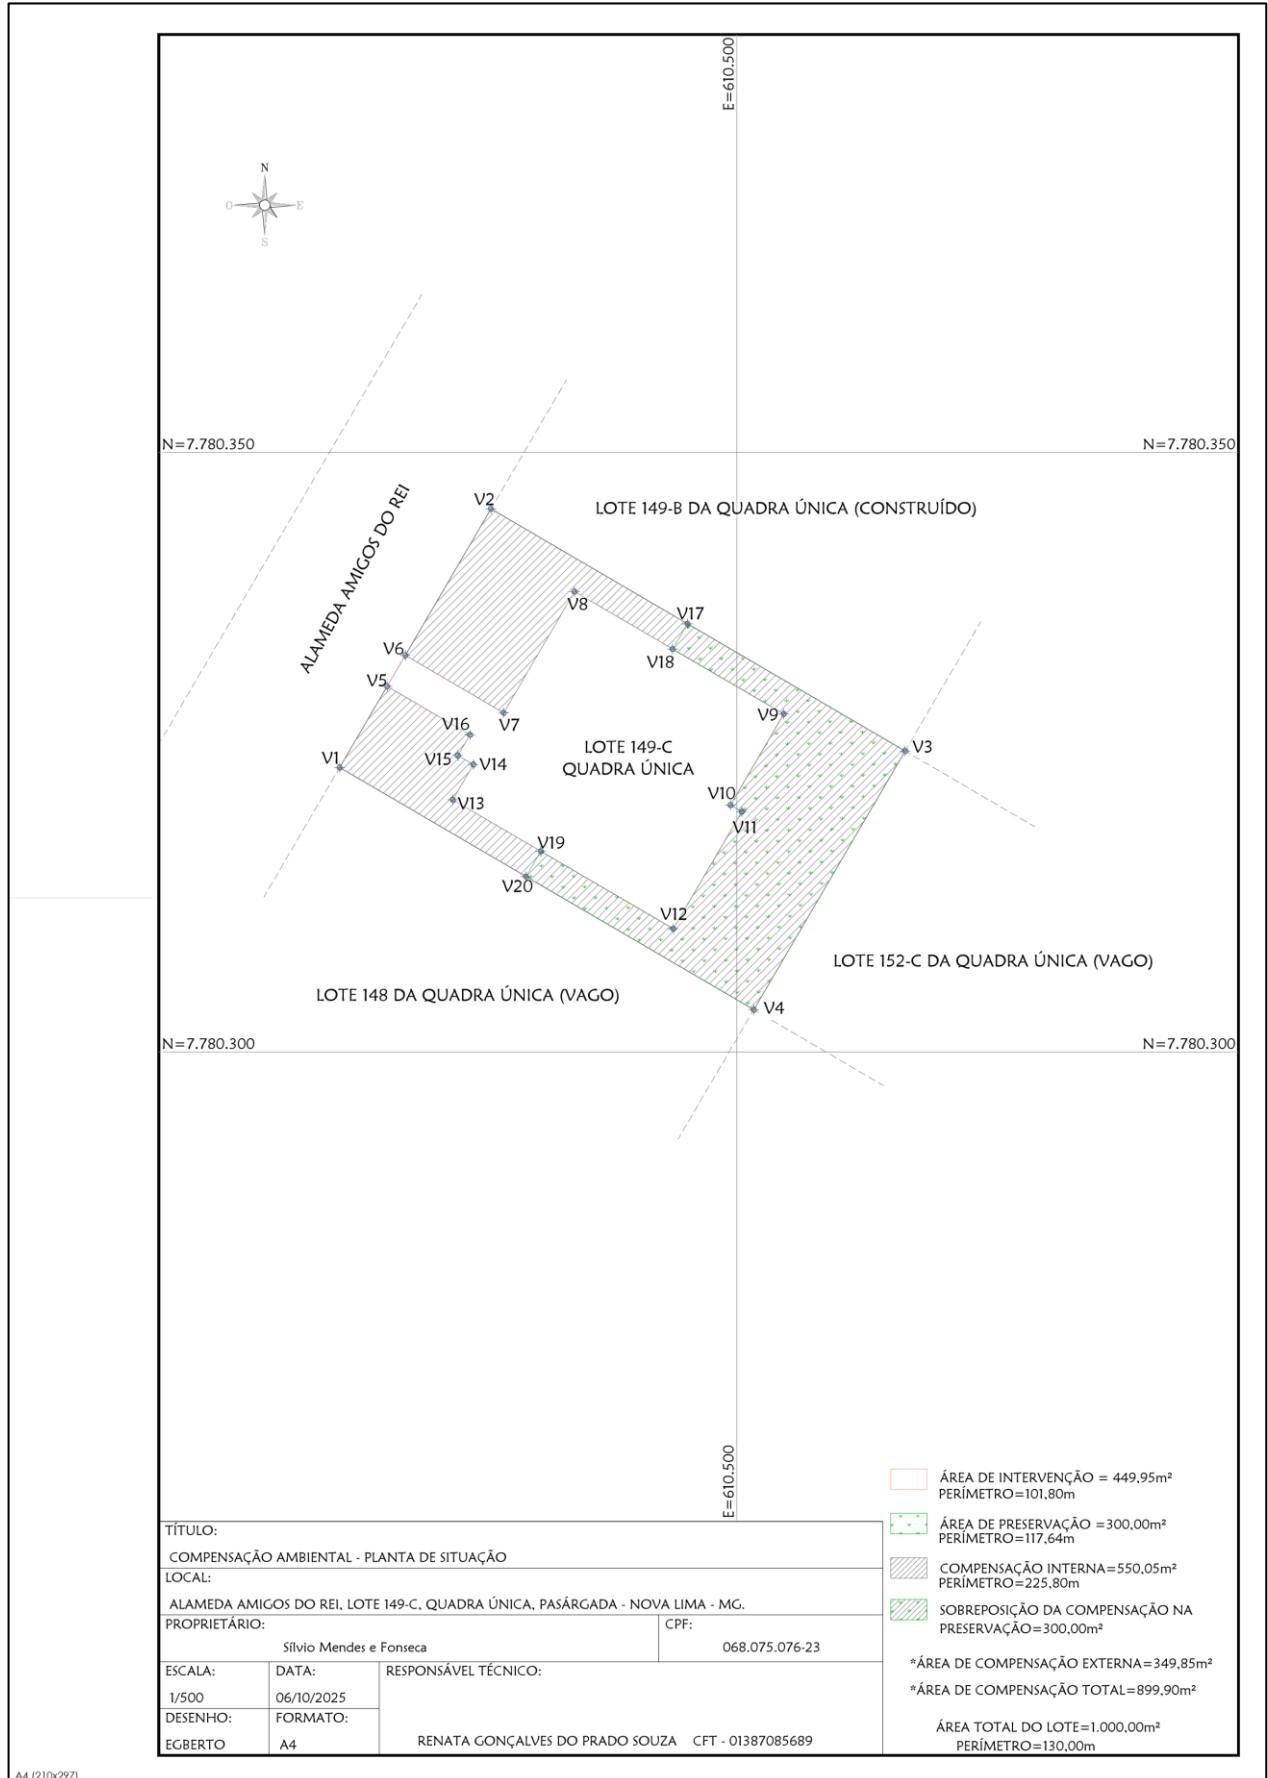 E=610.500
N
O
E
S
N=7.780.350
N=7.780.350
V2
LOTE 149-B DA QUADRA ÚNICA (CONSTRUÍDO)
ALAMEDA AMIGOS DO REI
V8
V17
V6
V18
V5
V9
V16
V7
V3
V1
V15
V14
LOTE 149-C
QUADRA ÚNICA
V10
V13
V11
V19
V20
V12
LOTE 152-C DA QUADRA ÚNICA (VAGO)
LOTE 148 DA QUADRA ÚNICA (VAGO)
V4
N=7.780.300
N=7.780.300
E=610.500
ÁREA DE INTERVENÇÃO = 449,95m²
PERÍMETRO=101,80m
ÁREA DE PRESERVAÇÃO =300,00m²
PERÍMETRO=117,64m
COMPENSAÇÃO INTERNA=550,05m²
PERÍMETRO=225,80m
SOBREPOSIÇÃO DA COMPENSAÇÃO NA
PRESERVAÇÃO=300,00m²
*ÁREA DE COMPENSAÇÃO EXTERNA=349,85m²
*ÁREA DE COMPENSAÇÃO TOTAL=899,90m²
ÁREA TOTAL DO LOTE=1.000,00m²
PERÍMETRO=130,00m
TÍTULO:
COMPENSAÇÃO AMBIENTAL - PLANTA DE SITUAÇÃO
LOCAL:
ALAMEDA AMIGOS DO REI, LOTE 149-C, QUADRA ÚNICA, PASÁRGADA - NOVA LIMA - MG.
PROPRIETÁRIO:
Sílvio Mendes e Fonseca
CPF:
068.075.076-23
ESCALA:
1/500
DATA:
06/10/2025
RESPONSÁVEL TÉCNICO:
DESENHO:
EGBERTO
FORMATO:
A4
RENATA GONÇALVES DO PRADO SOUZA CFT - 01387085689
A4 (210x297)